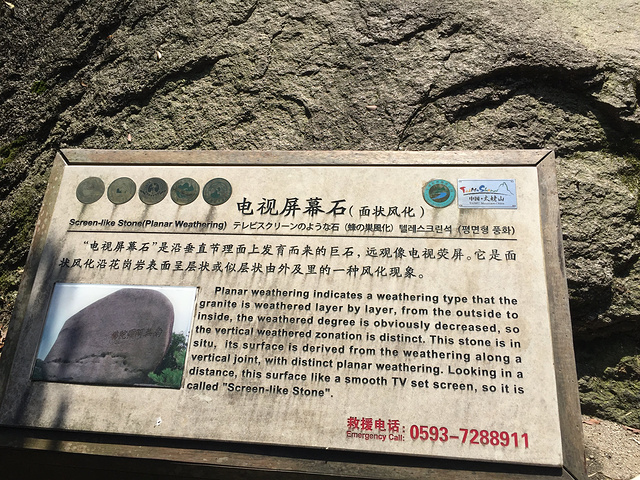 电视屏幕石(面状风化)
中国·太姥山
Screen-like Stone(Planar Weathering) テレビスクリーンのような石 (蜂の巣風化) 텔레스크린석 (평면형 풍화)
“电视屏幕石”是沿垂直节理面上发育而来的巨石，远观像电视荧屏。它是面
状风化沿花岗岩表面呈层状或似层状由外及里的一种风化现象。
Planar weathering indicates a weathering type that the
granite is weathered layer by layer, from the outside to
inside, the weathered degree is obviously decreased, so
the vertical weathered zonation is distinct. This stone is in
situ, its surface is derived from the weathering along a
vertical joint, with distinct planar weathering. Looking in a
distance, this surface like a smooth TV set screen, so it is
called "Screen-like Stone".
救援电话:
Emergency Call: 0593-7288911